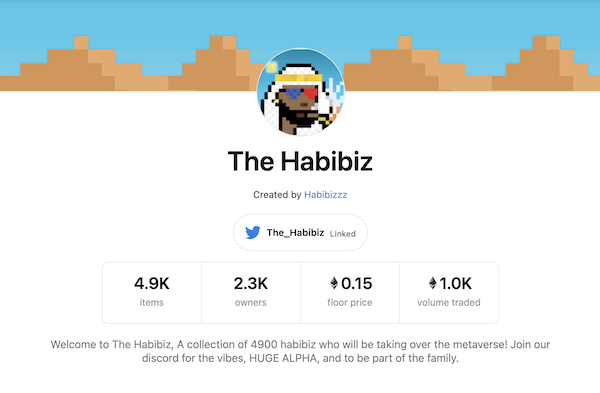 The Habibiz
Created by Habibizzz
The_Habibiz Linked
4.9K 2.3K 0.15 1.0K
items owners floor price volume traded
Welcome to The Habibiz, A collection of 4900 habibiz who will be taking over the metaverse! Join our
discord for the vibes, HUGE ALPHA, and to be part of the family.